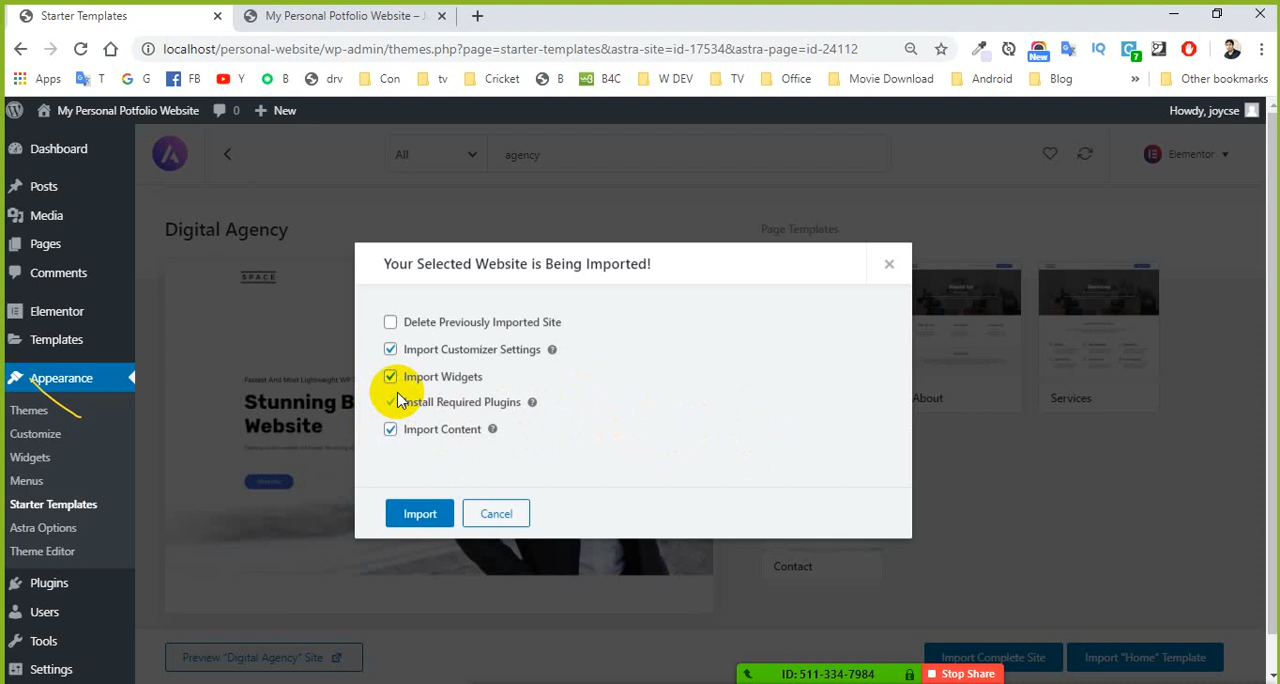 Starter Templates
My Personal Potfolio Website –
localhost/personal-website/wp-admin/themes.php?page=starter-templates&astra-site=id-17534&astra-page=id-24112
IQ
New
7
Apps T G FB Y B drv Con tv Cricket B B4C W DEV TV Office Movie Download Android Blog » Other bookmarks
My Personal Potfolio Website 0 + New Howdy, joycse
Dashboard
Posts
Media
Pages
Comments
Elementor
Templates
Appearance
Themes
Customize
Widgets
Menus
Starter Templates
Astra Options
Theme Editor
Plugins
Users
Tools
Settings
All
agency
Elementor
Digital Agency
Page Templates
SPACE
Stunning B
Website
About
Services
Contact
Your Selected Website is Being Imported!
Delete Previously Imported Site
Import Customizer Settings
Import Widgets
Install Required Plugins
Import Content
Import
Cancel
Preview "Digital Agency" Site
Import Complete Site
Import "Home" Template
ID: 511-334-7984
Stop Share